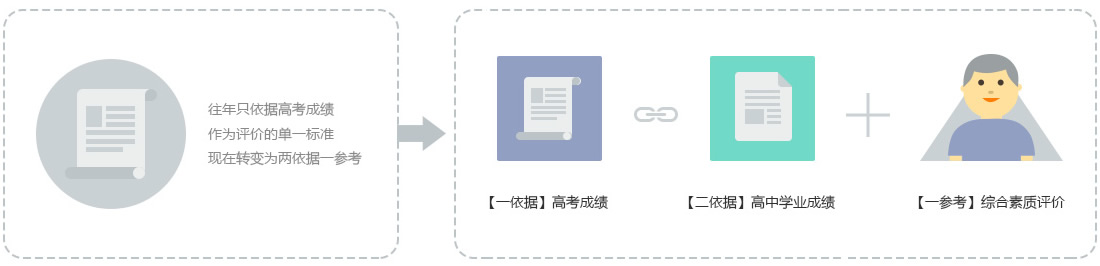 往年只依据高考成绩
作为评价的单一标准
现在转变为两依据一参考
【一依据】高考成绩
【二依据】高中学业成绩
【一参考】综合素质评价